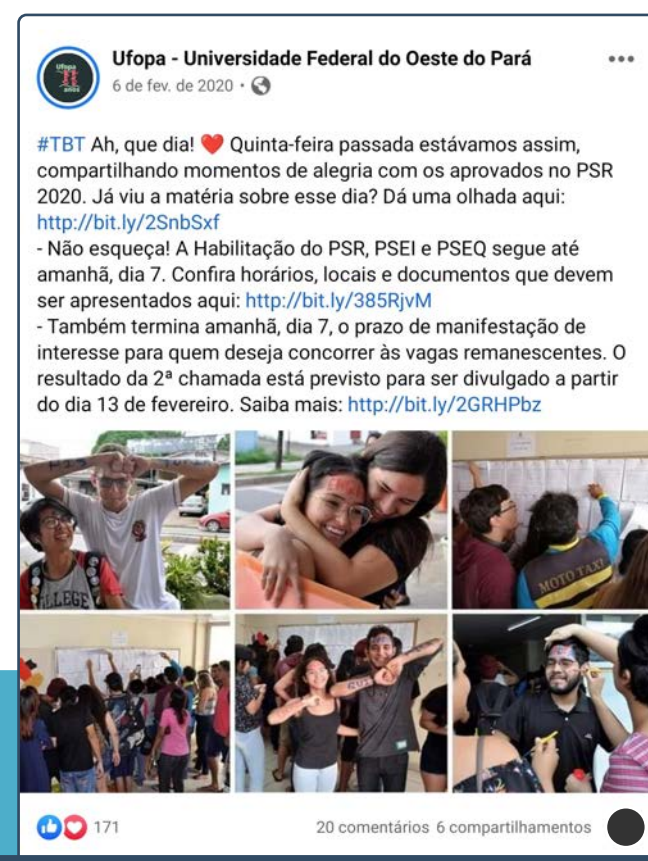 Ufopa
anos
Ufopa - Universidade Federal do Oeste do Pará
6 de fev. de 2020 ·
#TBT Ah, que dia! ❤️ Quinta-feira passada estávamos assim,
compartilhando momentos de alegria com os aprovados no PSR
2020. Já viu a matéria sobre esse dia? Dá uma olhada aqui:
http://bit.ly/2SnbSxf
- Não esqueça! A Habilitação do PSR, PSEI e PSEQ segue até
amanhã, dia 7. Confira horários, locais e documentos que devem
ser apresentados aqui: http://bit.ly/385RjvM
- Também termina amanhã, dia 7, o prazo de manifestação de
interesse para quem deseja concorrer às vagas remanescentes. O
resultado da 2ª chamada está previsto para ser divulgado a partir
do dia 13 de fevereiro. Saiba mais: http://bit.ly/2GRHPbz
LLEGE
MOTO TAXI
171
20 comentários 6 compartilhamentos